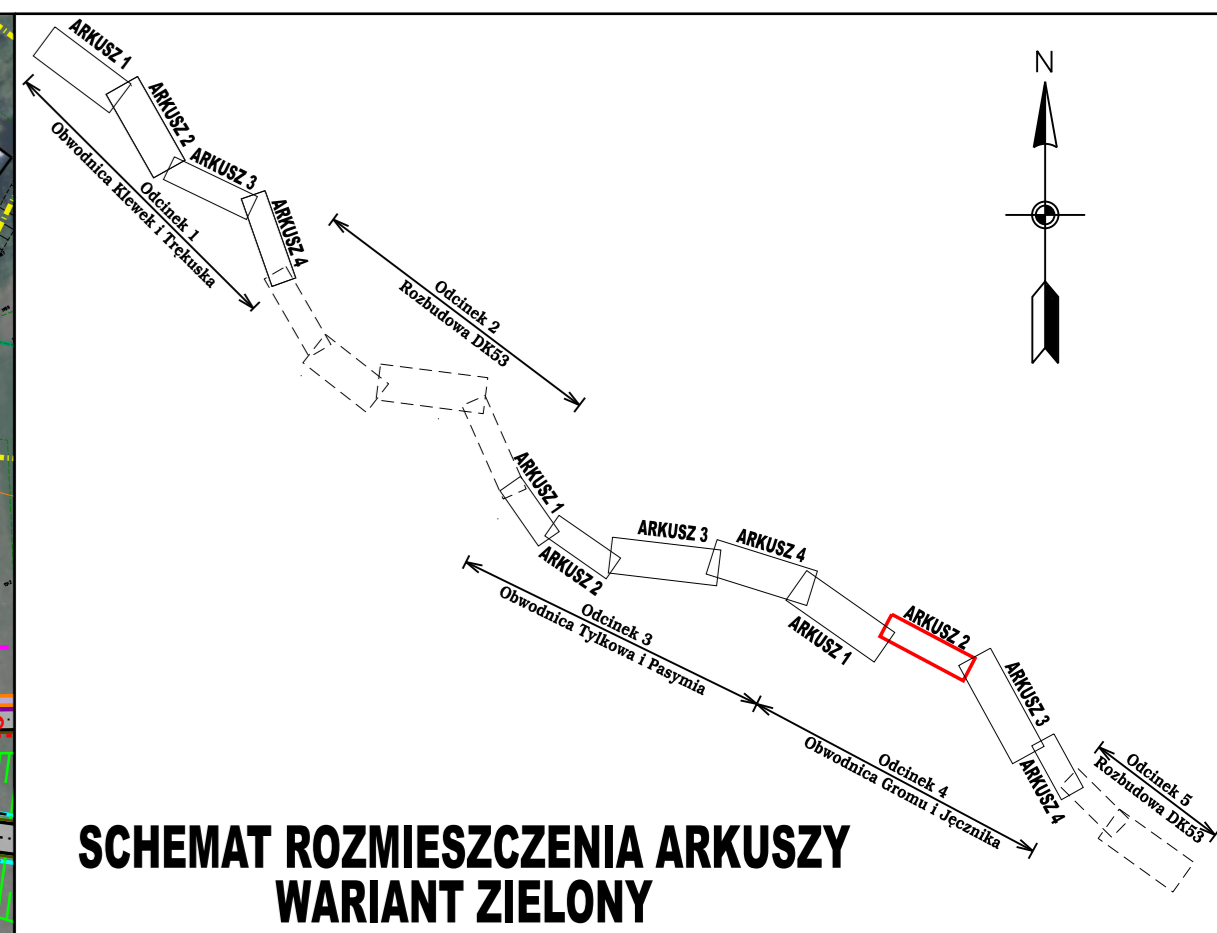 ARKUSZ 1
ARKUSZ 2
ARKUSZ 3
ARKUSZ 4
Odcinek 1
Obwodnica Klewek i Trękuska
N
Odcinek 2
Rozbudowa DK53
ARKUSZ 1
ARKUSZ 2
ARKUSZ 3
ARKUSZ 4
Odcinek 3
Obwodnica Tylkowa i Pasymia
ARKUSZ 1
ARKUSZ 2
ARKUSZ 3
ARKUSZ 4
Odcinek 4
Obwodnica Gromu i Jęcznika
Odcinek 5
Rozbudowa DK53
SCHEMAT ROZMIESZCZENIA ARKUSZY
WARIANT ZIELONY